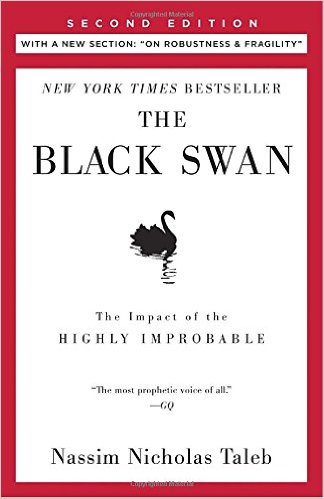 SECOND EDITION
WITH A NEW SECTION: "ON ROBUSTNESS & FRAGILITY"
NEW YORK TIMES BESTSELLER
THE
BLACK SWAN
The Impact of the
HIGHLY IMPROBABLE
"The most prophetic voice of all."
—GQ
Nassim Nicholas Taleb